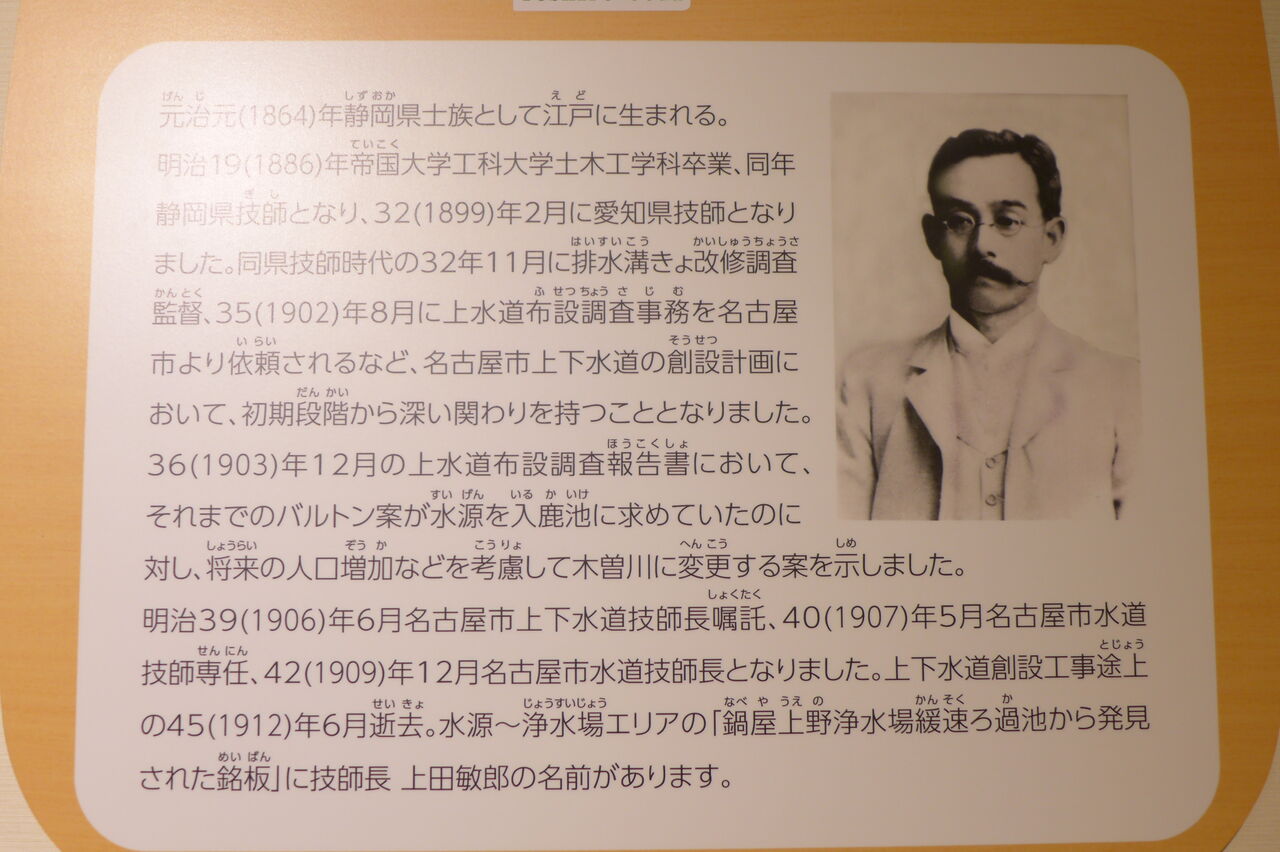 元治元(1864)年静岡県士族として江戸に生まれる。
明治19(1886)年帝国大学工科大学土木工学科卒業、同年
静岡県技師となり、32(1899)年2月に愛知県技師となり
ました。同県技師時代の32年11月に排水溝きょ改修調査
監督、35(1902)年8月に上水道布設調査事務を名古屋
市より依頼されるなど、名古屋市上下水道の創設計画に
おいて、初期段階から深い関わりを持つこととなりました。
36(1903)年12月の上水道布設調査報告書において、
それまでのバルトン案が水源を入鹿池に求めていたのに
対し、将来の人口増加などを考慮して木曽川に変更する案を示しました。
明治39(1906)年6月名古屋市上下水道技師長嘱託、40(1907)年5月名古屋市水道
技師専任、42(1909)年12月名古屋市水道技師長となりました。上下水道創設工事途上
の45(1912)年6月逝去。水源～浄水場エリアの「鍋屋上野浄水場緩速ろ過池から発見
された銘板」に技師長 上田敏郎の名前があります。